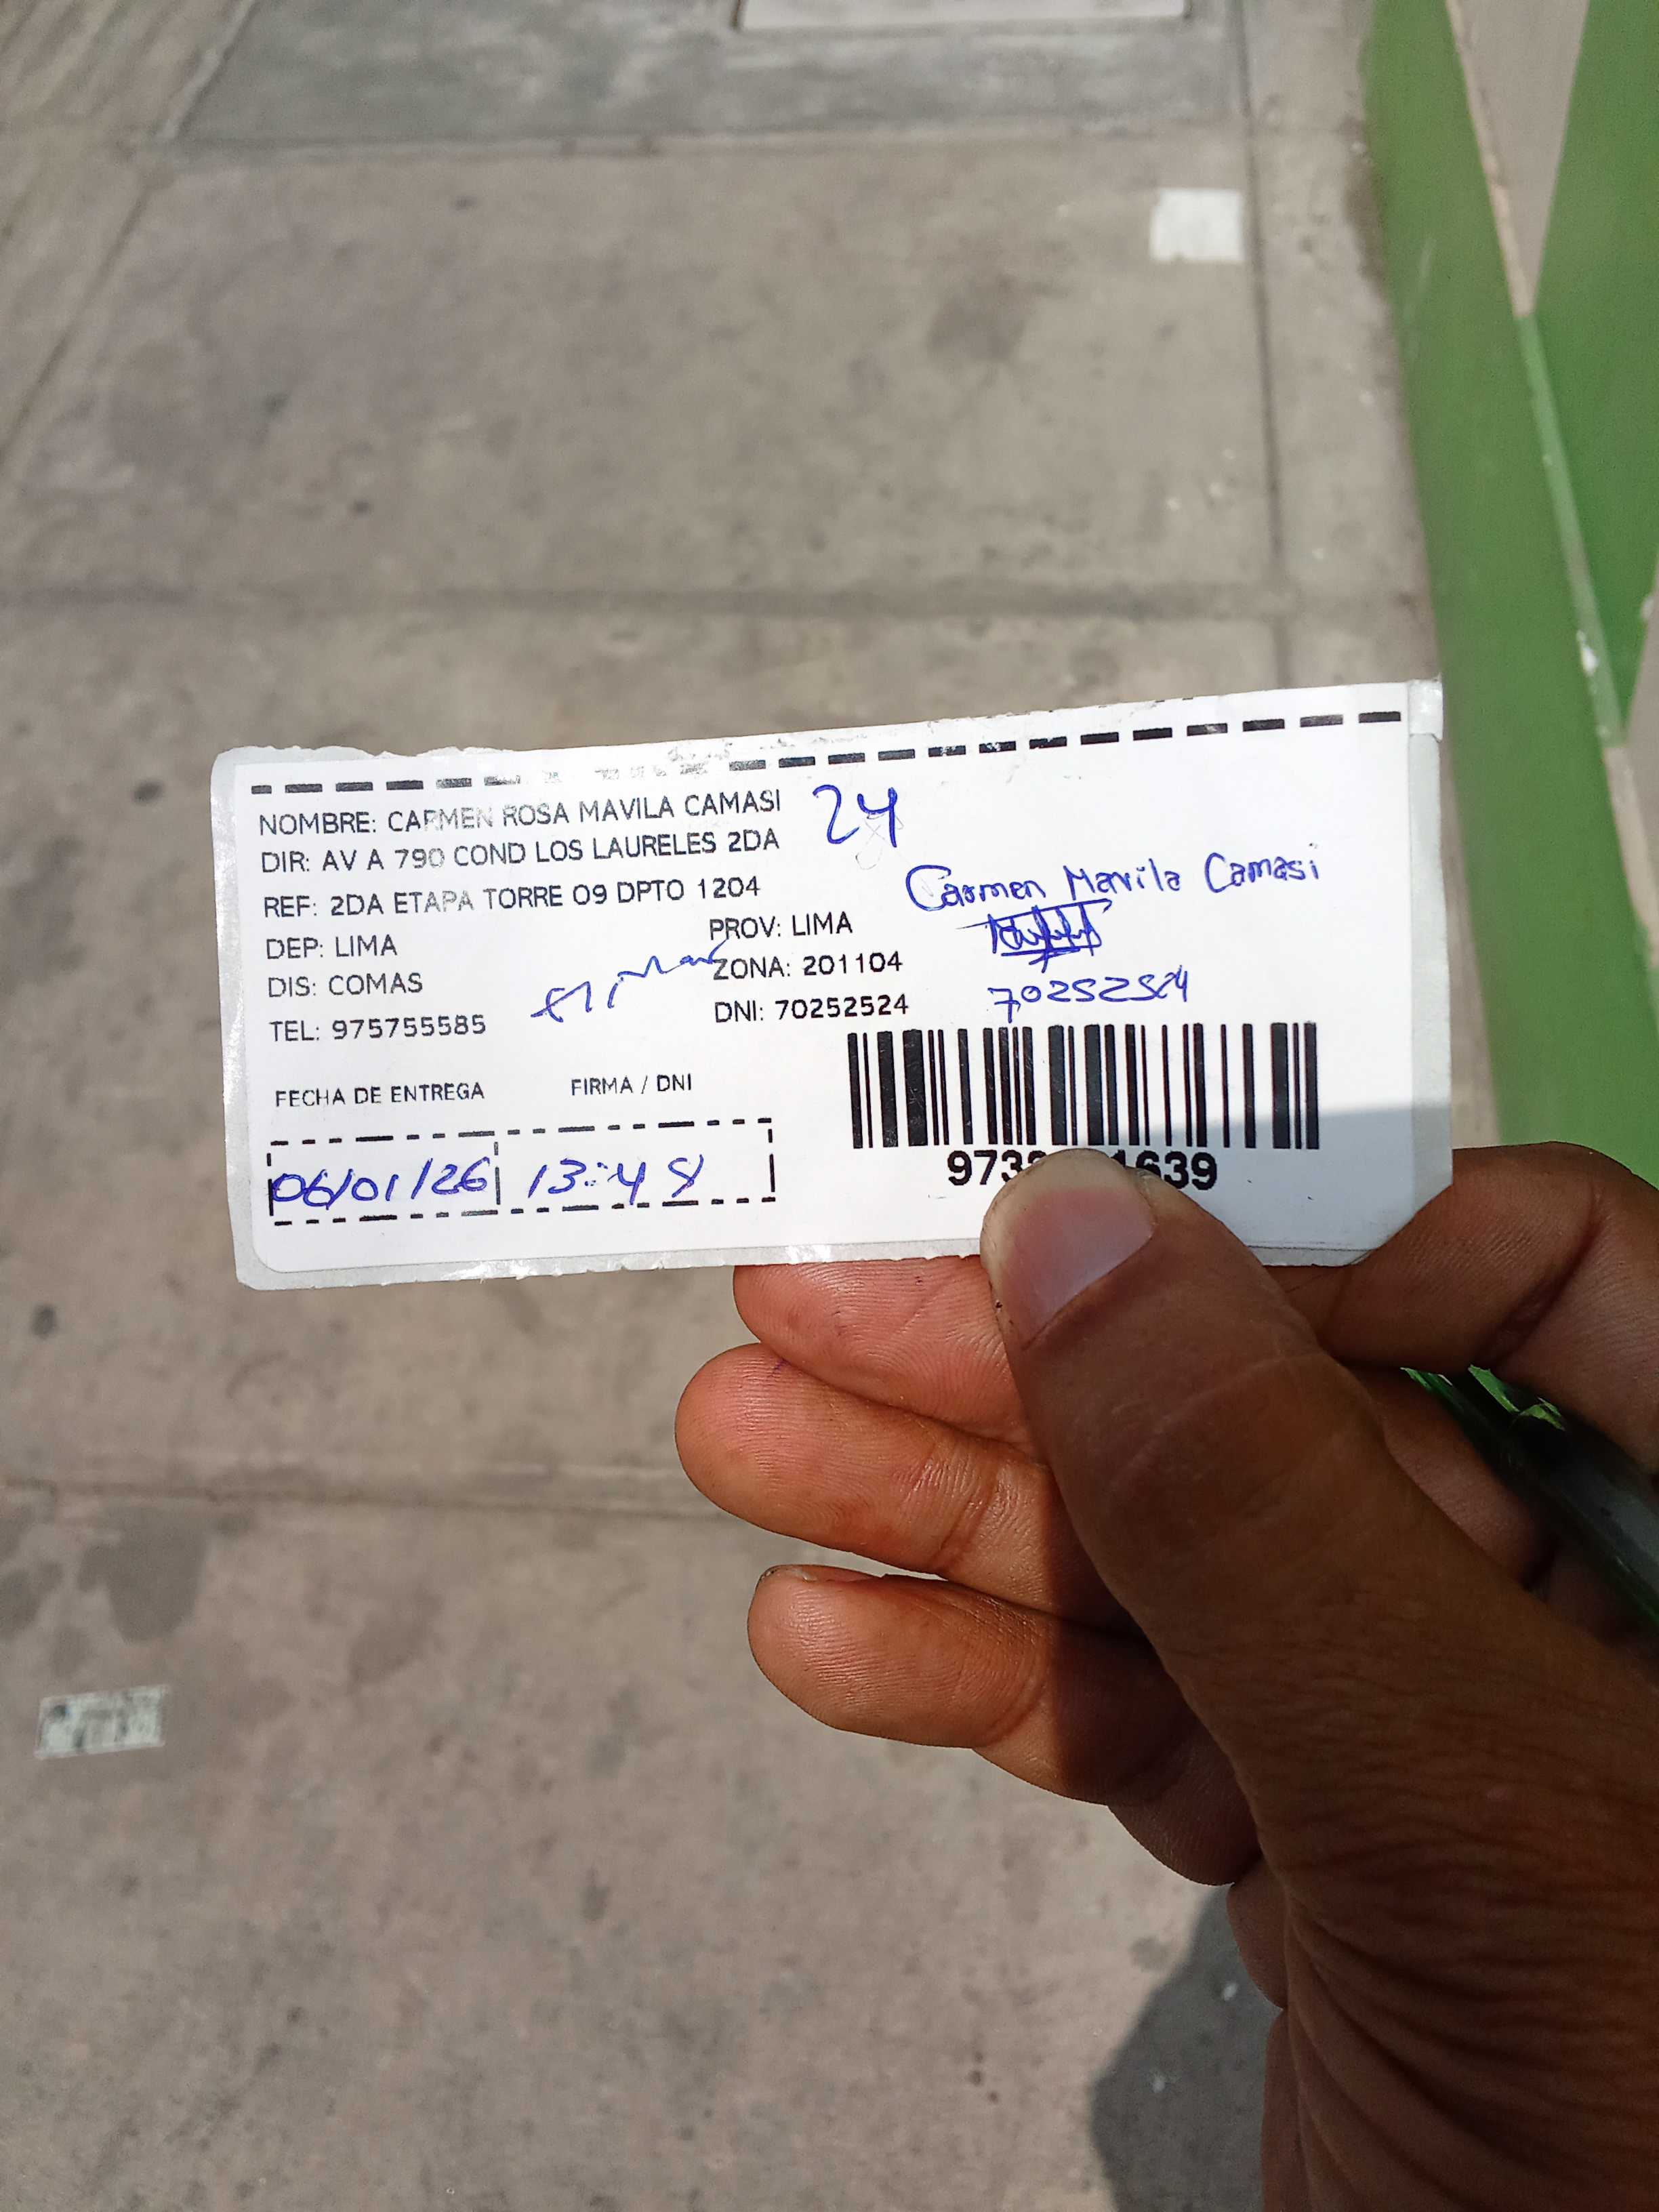 NOMBRE: CARMEN ROSA MAVILA CAMASI
24
DIR: AV A 790 COND LOS LAURELES 2DA
REF: 2DA ETAPA TORRE 09 DPTO 1204
Carmen Mavila Camasi
DEP: LIMA
PROV: LIMA
DIS: COMAS
ZONA: 201104
70252524
TEL: 975755585
DNI: 70252524
FECHA DE ENTREGA
FIRMA / DNI
06/01/26
13:48